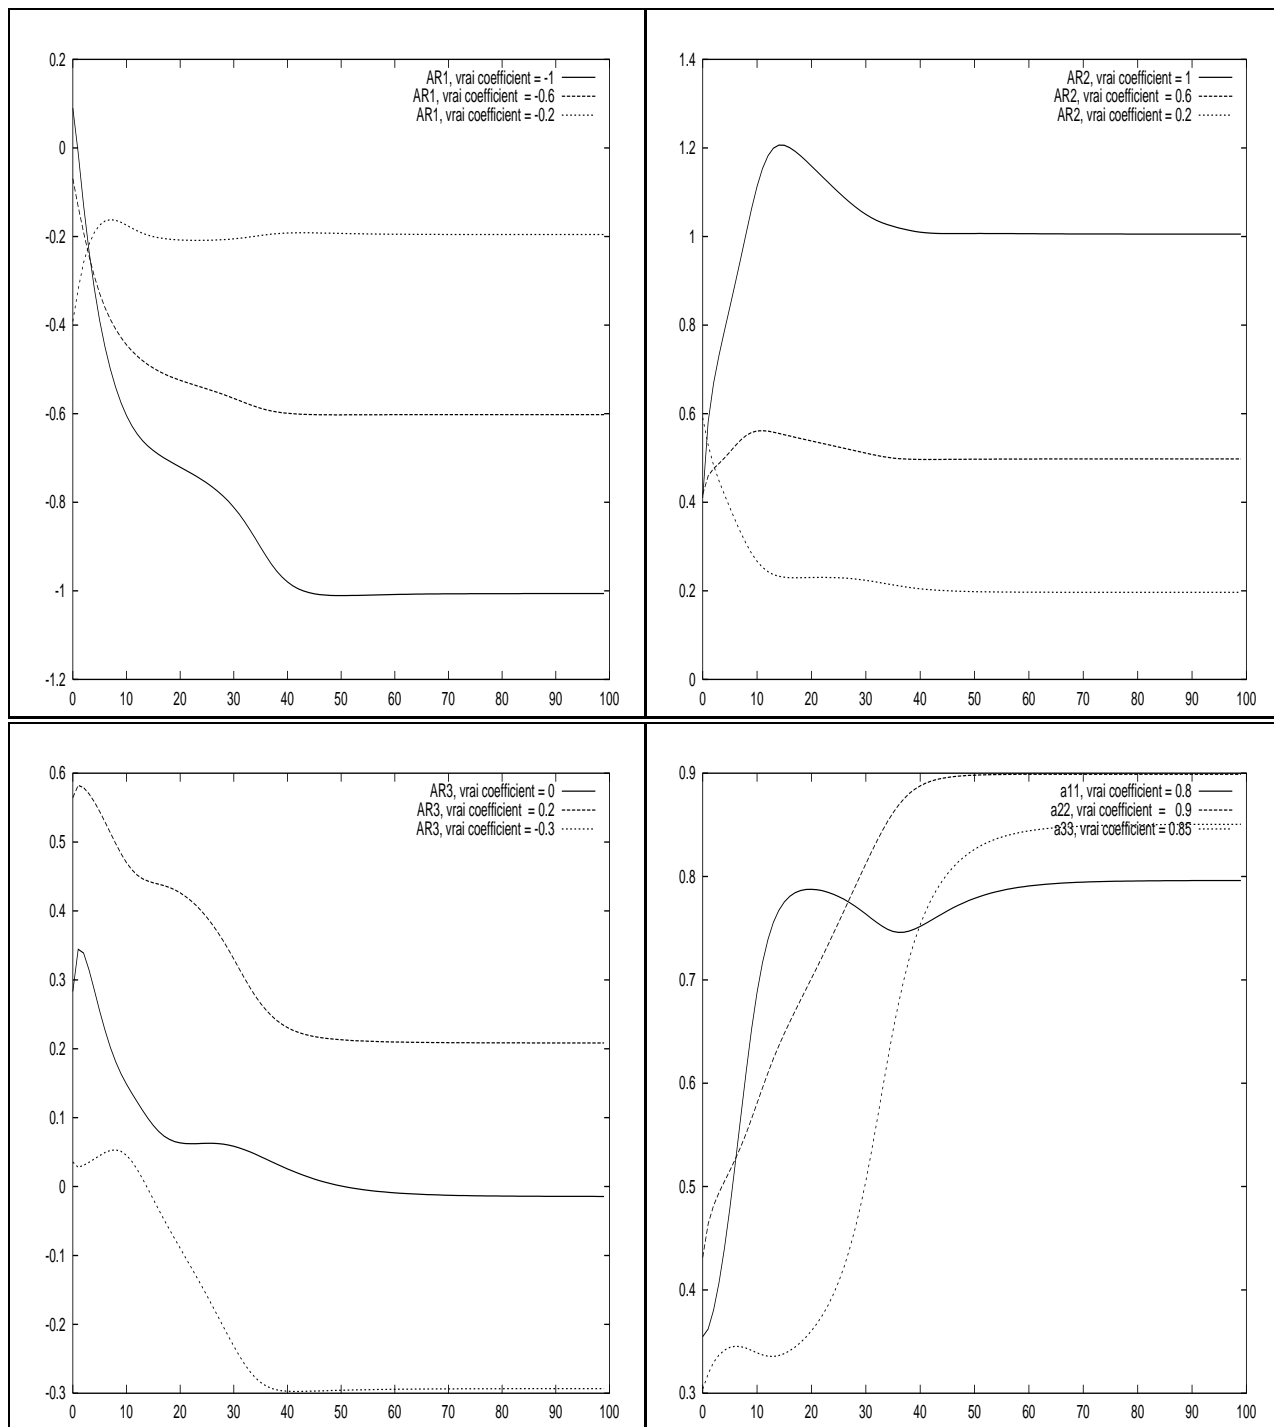 0.2
AR1, vrai coefficient = -1
AR1, vrai coefficient = -0.6
AR1, vrai coefficient = -0.2
0
-0.2
-0.4
-0.6
-0.8
-1
-1.2
0 10 20 30 40 50 60 70 80 90 100
1.4
AR2, vrai coefficient = 1
AR2, vrai coefficient = 0.6
AR2, vrai coefficient = 0.2
1.2
1
0.8
0.6
0.4
0.2
0
0 10 20 30 40 50 60 70 80 90 100
0.6
AR3, vrai coefficient = 0
AR3, vrai coefficient = 0.2
AR3, vrai coefficient = -0.3
0.5
0.4
0.3
0.2
0.1
0
-0.1
-0.2
-0.3
0 10 20 30 40 50 60 70 80 90 100
0.9
a11, vrai coefficient = 0.8
a22, vrai coefficient = 0.9
a33, vrai coefficient = 0.85
0.8
0.7
0.6
0.5
0.4
0.3
0 10 20 30 40 50 60 70 80 90 100